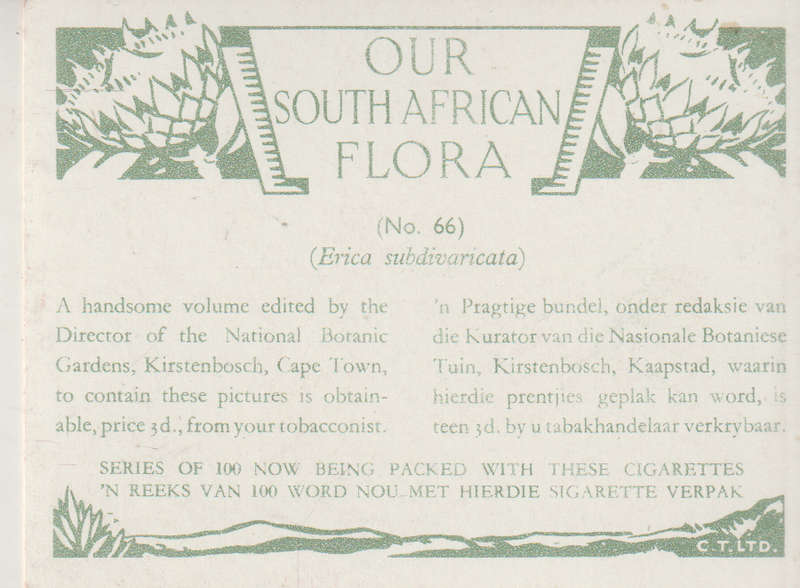 OUR
SOUTH AFRICAN
FLORA
(No. 66)
(Erica subdivaricata)
A handsome volume edited by the
Director of the National Botanic
Gardens, Kirstenbosch, Cape Town,
to contain these pictures is obtain-
able, price 3d., from your tobacconist.
'n Pragtige bundel, onder redaksie van
die Kurator van die Nasionale Botaniese
Tuin, Kirstenbosch, Kaapstad, waarin
hierdie prentjies geplak kan word, is
teen 3d. by u tabakhandelaar verkrybaar.
SERIES OF 100 NOW BEING PACKED WITH THESE CIGARETTES
'N REEKS VAN 100 WORD NOU MET HIERDIE SIGARETTE VERPAK
C.T.LTD.